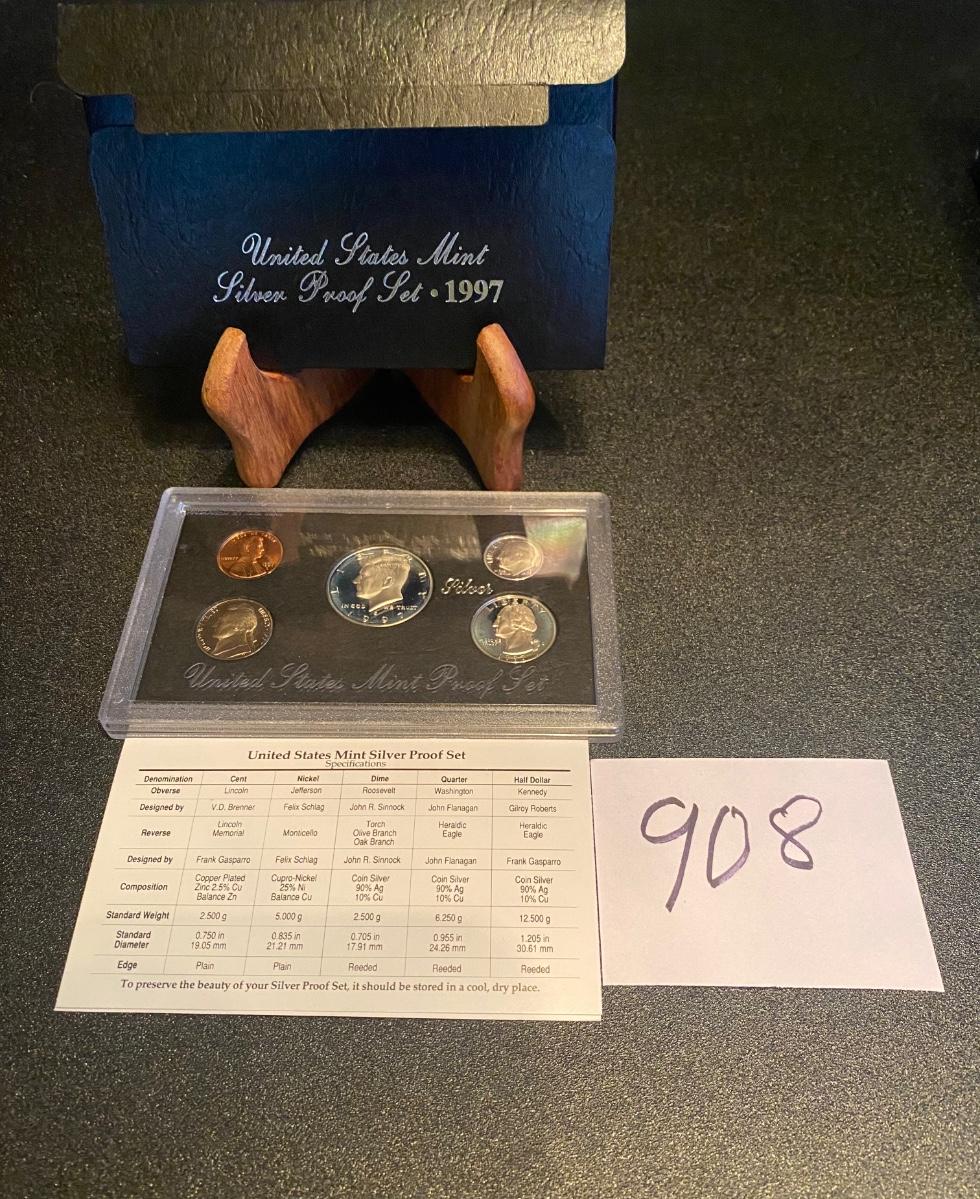 United States Mint
Silver Proof Set • 1997
LIBERTY
IN GOD WE TRUST
1997
Silver
LIBERTY
United States Mint Proof Set
United States Mint Silver Proof Set
Specifications
Denomination Cent Nickel Dime Quarter Half Dollar
Obverse Lincoln Jefferson Roosevelt Washington Kennedy
Designed by V.D. Brenner Felix Schlag John R. Sinnock John Flanagan Gilroy Roberts
Reverse Lincoln Memorial Monticello Torch Olive Branch Oak Branch Heraldic Eagle Heraldic Eagle
Designed by Frank Gasparro Felix Schlag John R. Sinnock John Flanagan Frank Gasparro
Composition Copper Plated Zinc 2.5% Cu Balance Zn Cupro-Nickel 25% Ni Balance Cu Coin Silver 90% Ag 10% Cu Coin Silver 90% Ag 10% Cu Coin Silver 90% Ag 10% Cu
Standard Weight 2.500 g 5.000 g 2.500 g 6.250 g 12.500 g
Standard Diameter 0.750 in 19.05 mm 0.835 in 21.21 mm 0.705 in 17.91 mm 0.955 in 24.26 mm 1.205 in 30.61 mm
Edge Plain Plain Reeded Reeded Reeded
To preserve the beauty of your Silver Proof Set, it should be stored in a cool, dry place.
908